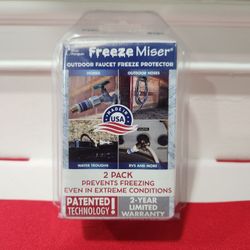 Freeze Miser®
OUTDOOR FAUCET FREEZE PROTECTOR
HOMES
OUTDOOR HOSES
MADE IN
USA
WATER TROUGHS
RVS AND MORE
2 PACK
PREVENTS FREEZING
EVEN IN EXTREME CONDITIONS
PATENTED
TECHNOLOGY!
2-YEAR
LIMITED
WARRANTY